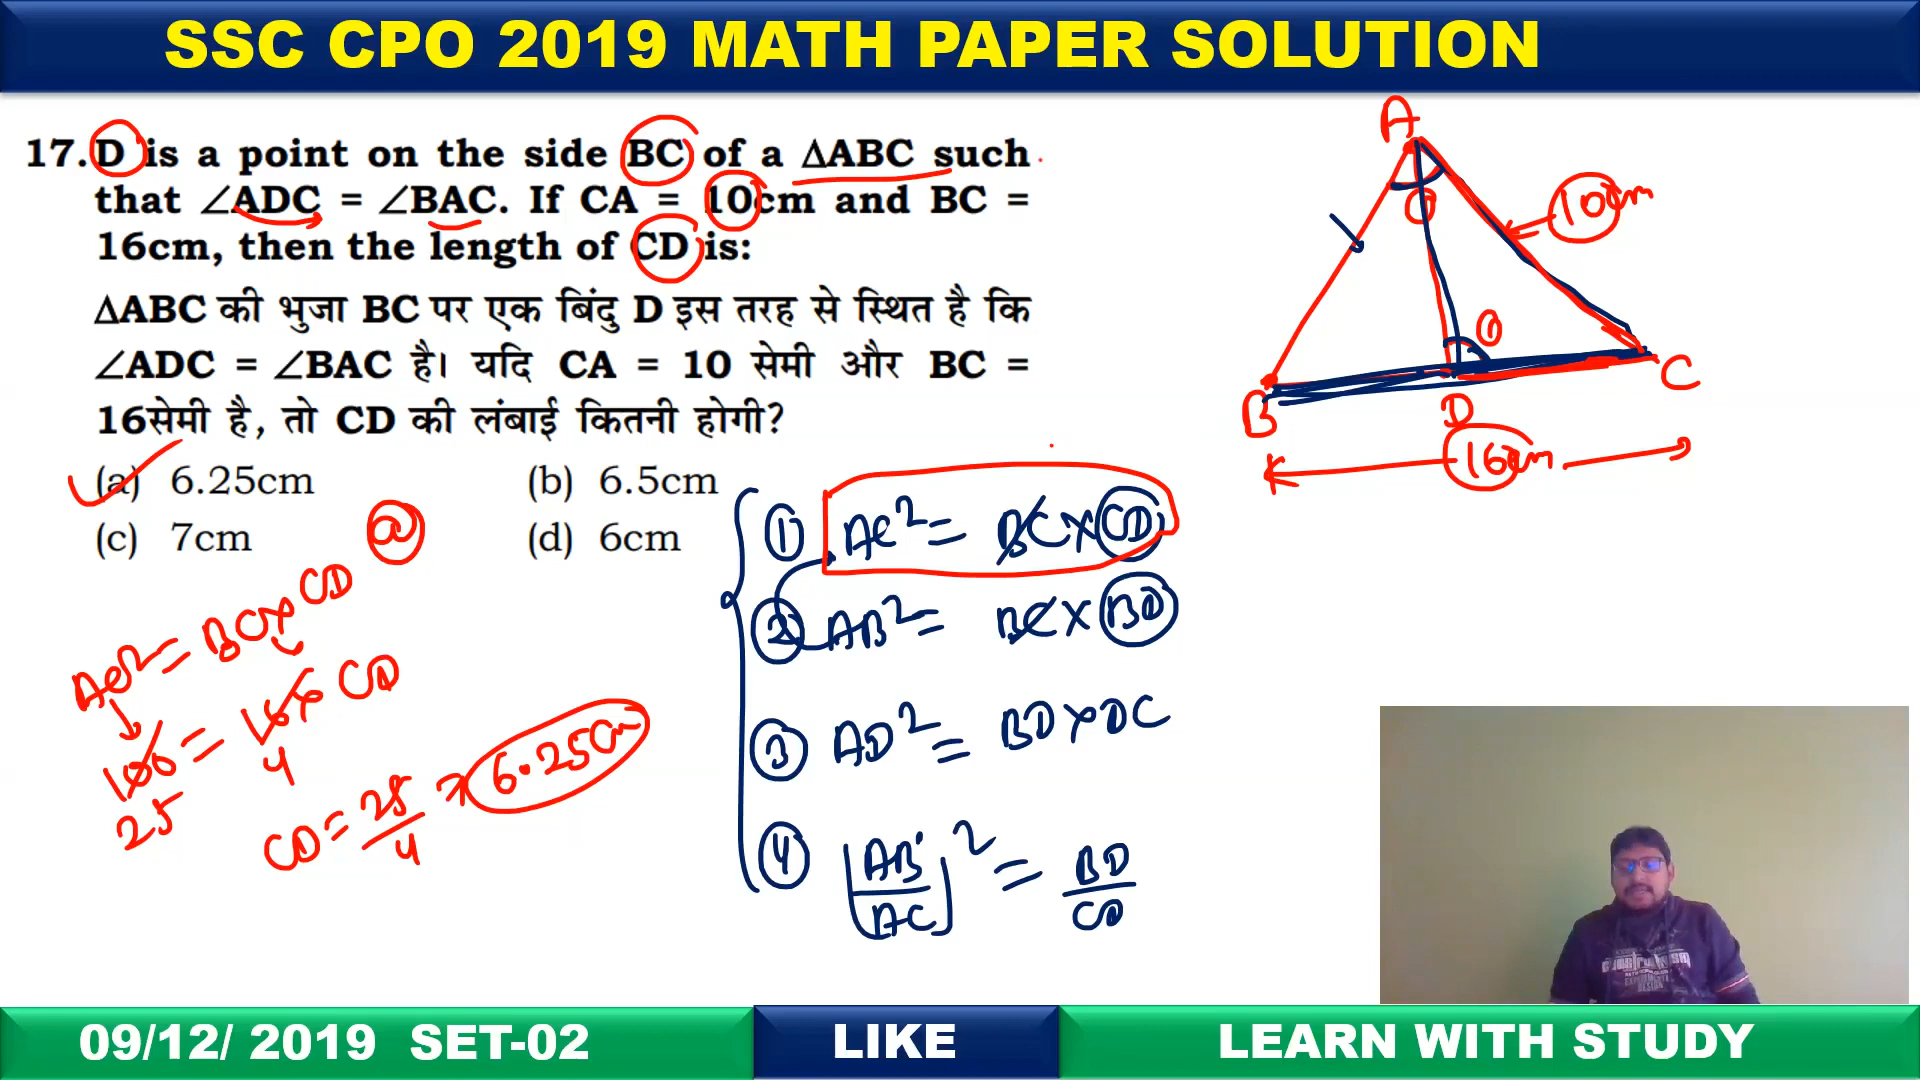 SSC CPO 2019 MATH PAPER SOLUTION
17. D is a point on the side BC of a ΔABC such
that ∠ADC = ∠BAC. If CA = 10cm and BC =
16cm, then the length of CD is:
ΔABC की भुजा BC पर एक बिंदु D इस तरह से स्थित है कि
∠ADC = ∠BAC है। यदि CA = 10 सेमी और BC =
16सेमी है, तो CD की लंबाई कितनी होगी?
(a) 6.25cm (b) 6.5cm
(c) 7cm (d) 6cm
@
AC² = BC × CD
100 = 16 × CD
25 4
CD = 25/4 ⇒ 6.25cm
① AC² = BC × CD
② AB² = BC × BD
③ AD² = BD × DC
④ [AB/AC]² = BD/CD
A
θ
10cm
θ
B D C
16cm
09/12/ 2019 SET-02
LIKE
LEARN WITH STUDY